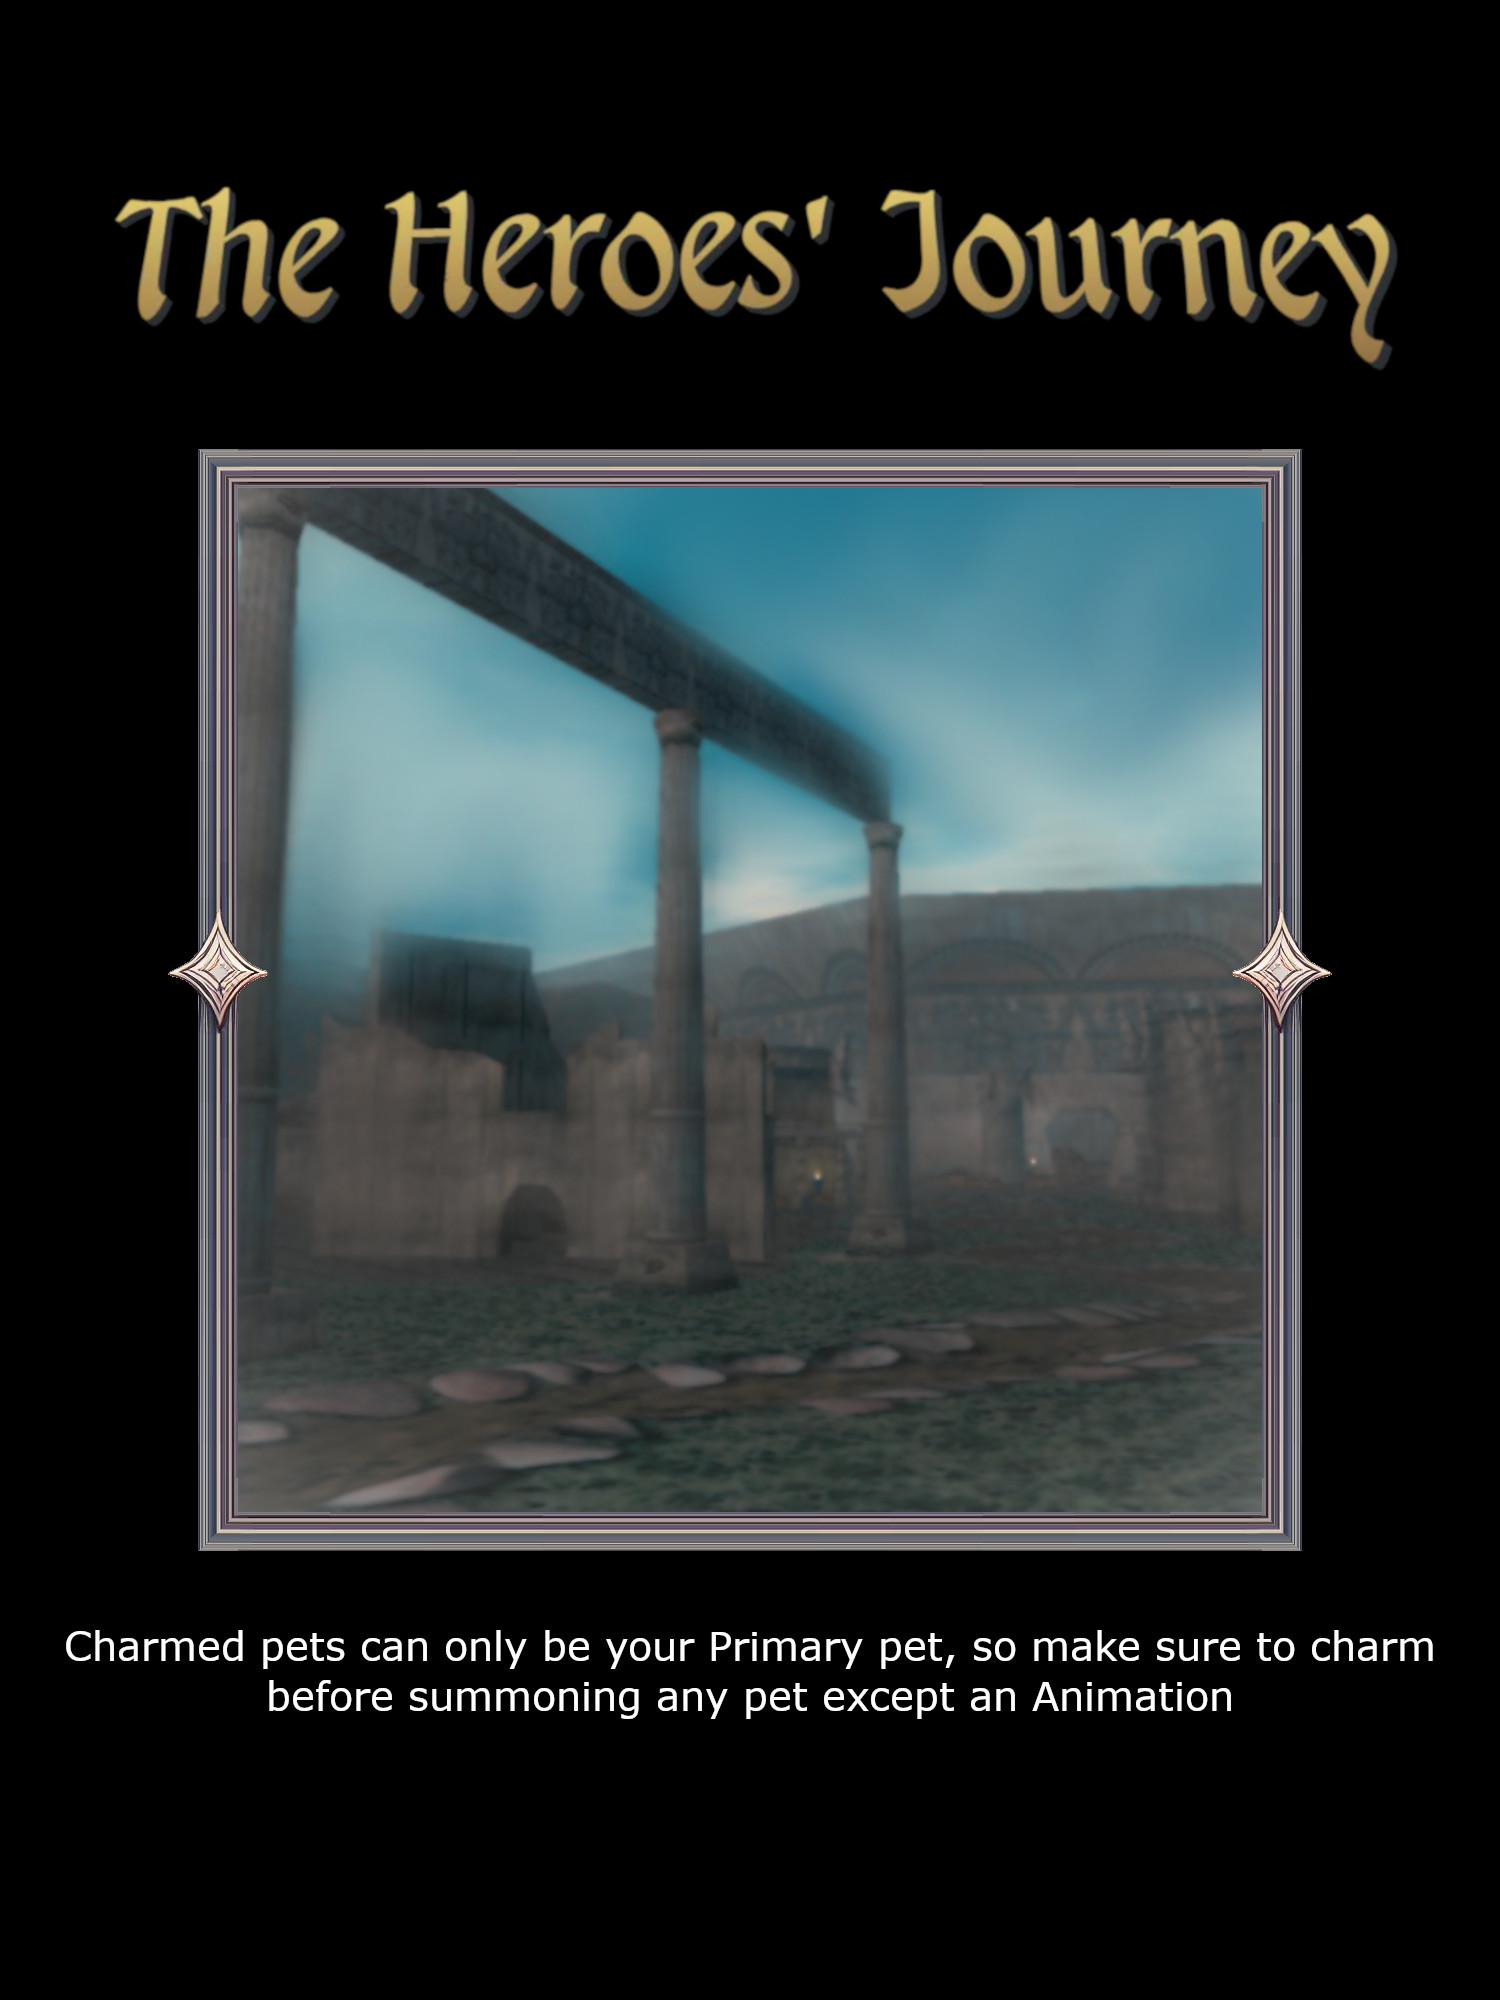 The Heroes' Journey
Charmed pets can only be your Primary pet, so make sure to charm
before summoning any pet except an Animation